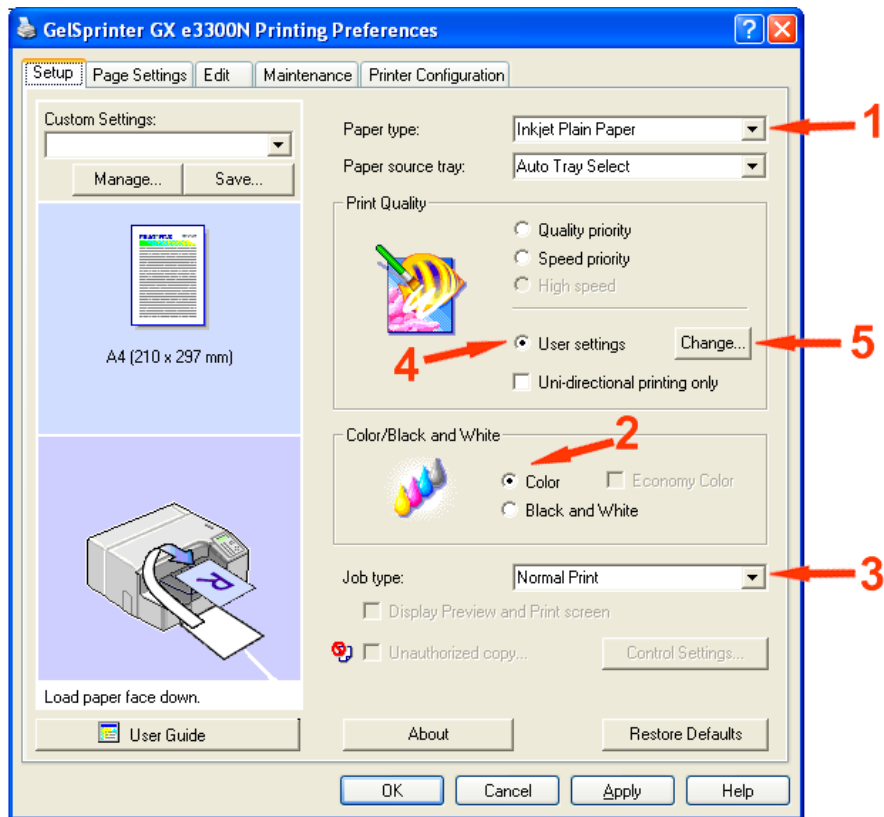 GelSprinter GX e3300N Printing Preferences
Setup
Page Settings
Edit
Maintenance
Printer Configuration
Custom Settings:
Manage...
Save...
A4 (210 x 297 mm)
R
Load paper face down.
User Guide
Paper type:
Inkjet Plain Paper
1
Paper source tray:
Auto Tray Select
Print Quality
Quality priority
Speed priority
High speed
4
User settings
Change...
5
Uni-directional printing only
Color/Black and White
2
Color
Economy Color
Black and White
Job type:
Normal Print
3
Display Preview and Print screen
Unauthorized copy...
Control Settings...
About
Restore Defaults
OK
Cancel
Apply
Help